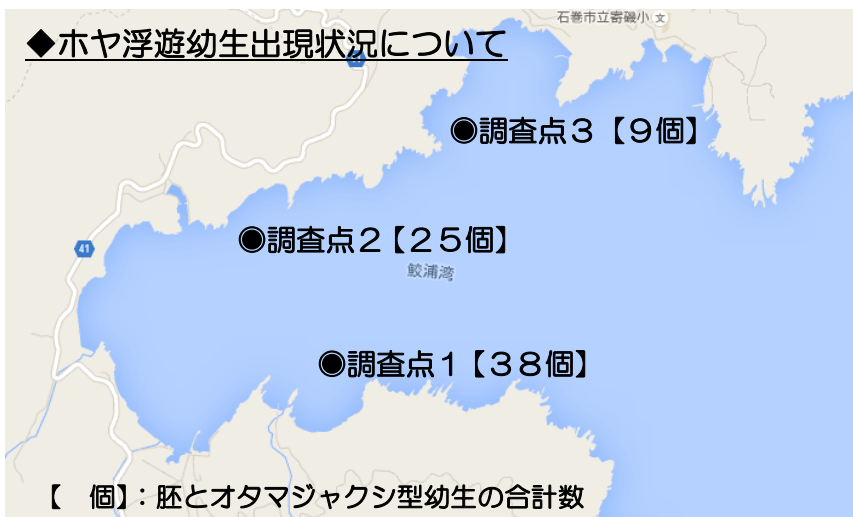 石巻市立寄磯小
◆ホヤ浮遊幼生出現状況について
◉調査点3【9個】
41
◉調査点2【25個】
鮫浦湾
◉調査点1【38個】
【　個】：胚とオタマジャクシ型幼生の合計数